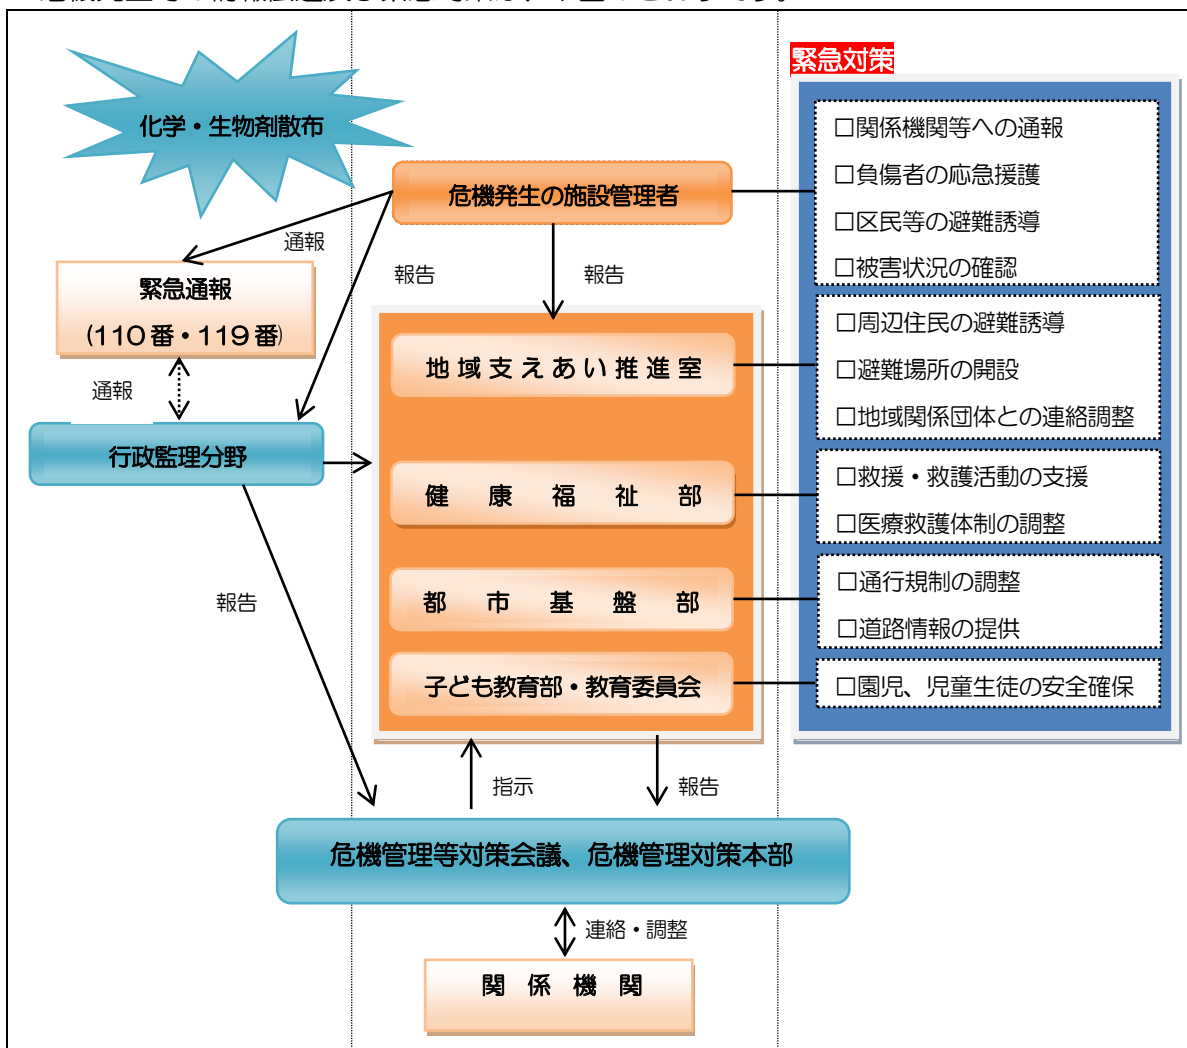 緊急対策
化学・生物剤散布
危機発生の施設管理者
□関係機関等への通報
□負傷者の応急援護
□区民等の避難誘導
□被害状況の確認
通報
報告
報告
緊急通報
(110番・119番)
通報
行政監理分野
地域支えあい推進室
□周辺住民の避難誘導
□避難場所の開設
□地域関係団体との連絡調整
健康福祉部
□救援・救護活動の支援
□医療救護体制の調整
都市基盤部
□通行規制の調整
□道路情報の提供
子ども教育部・教育委員会
□園児、児童生徒の安全確保
報告
指示
報告
危機管理等対策会議、危機管理対策本部
連絡・調整
関係機関